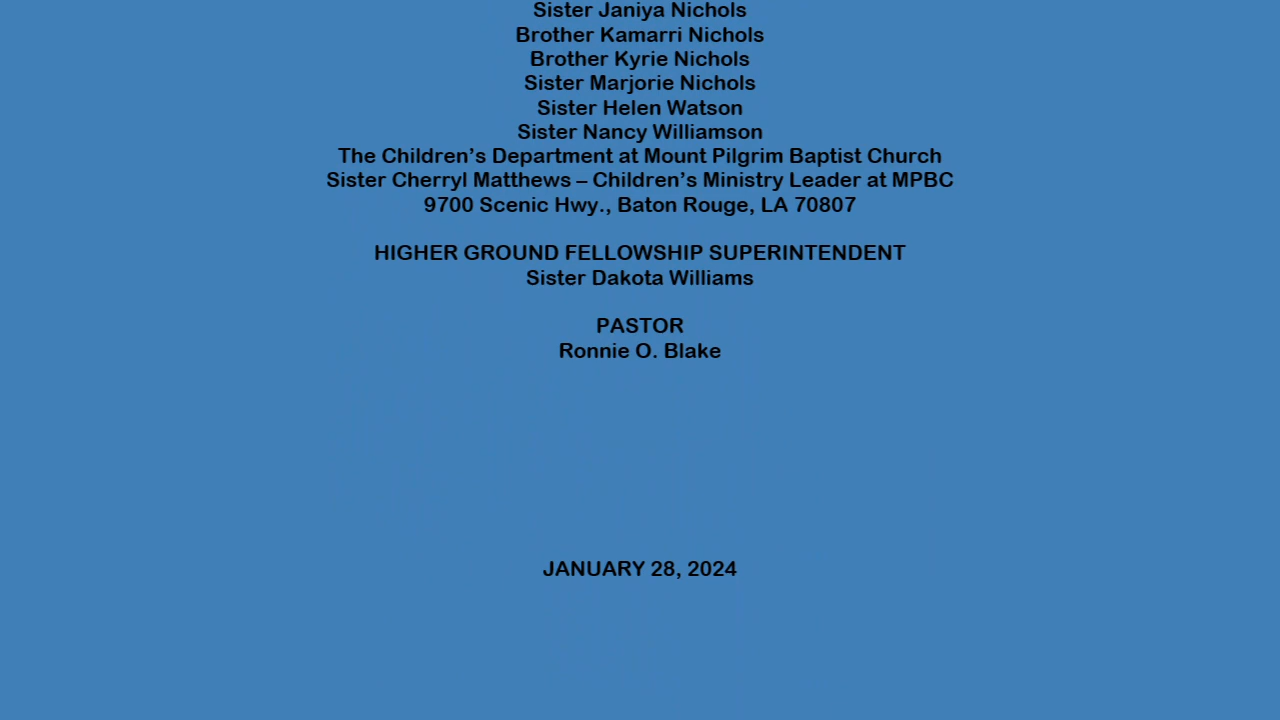 Sister Janiya Nichols
Brother Kamarri Nichols
Brother Kyrie Nichols
Sister Marjorie Nichols
Sister Helen Watson
Sister Nancy Williamson
The Children’s Department at Mount Pilgrim Baptist Church
Sister Cherryl Matthews – Children’s Ministry Leader at MPBC
9700 Scenic Hwy., Baton Rouge, LA 70807
HIGHER GROUND FELLOWSHIP SUPERINTENDENT
Sister Dakota Williams
PASTOR
Ronnie O. Blake
JANUARY 28, 2024